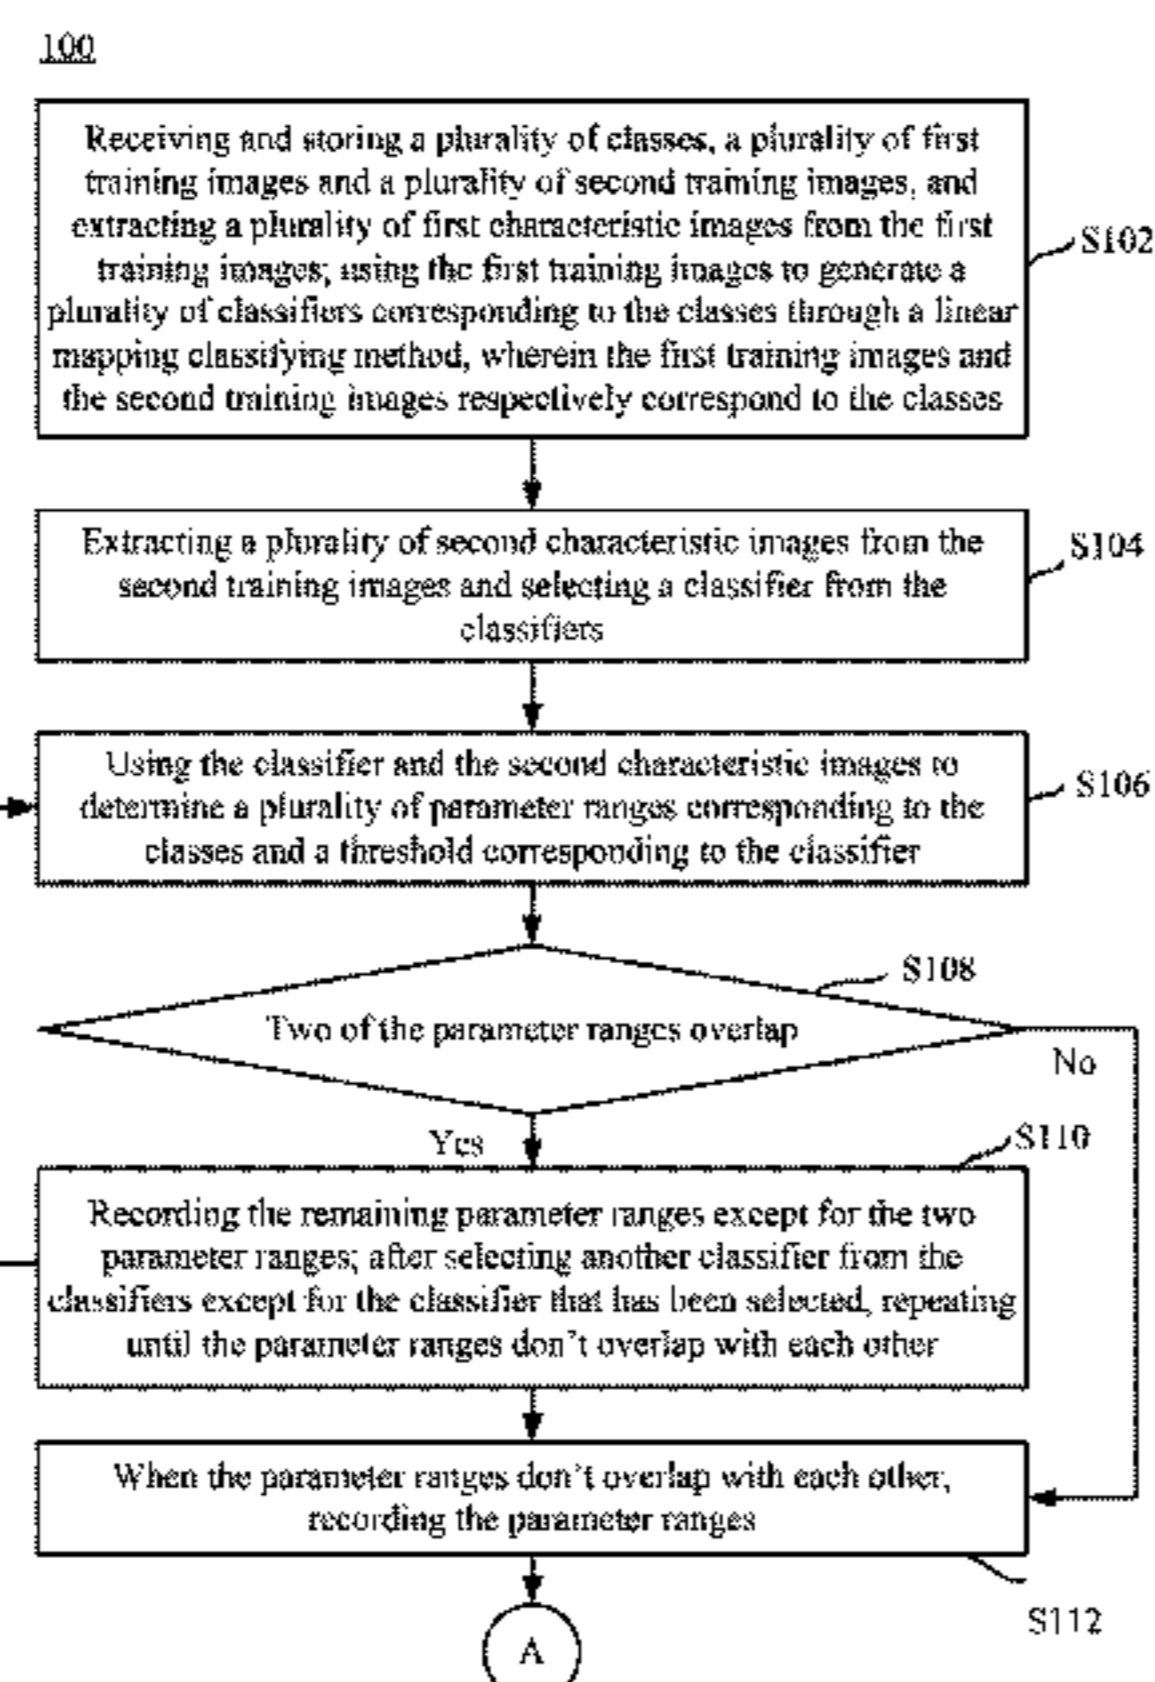 100
Receiving and storing a plurality of classes, a plurality of first
training images and a plurality of second training images, and
extracting a plurality of first characteristic images from the first
training images; using the first training images to generate a
plurality of classifiers corresponding to the classes through a linear
mapping classifying method, wherein the first training images and
the second training images respectively correspond to the classes
S102
Extracting a plurality of second characteristic images from the
second training images and selecting a classifier from the
classifiers
S104
Using the classifier and the second characteristic images to
determine a plurality of parameter ranges corresponding to the
classes and a threshold corresponding to the classifier
S106
S108
Two of the parameter ranges overlap
No
Yes
S110
Recording the remaining parameter ranges except for the two
parameter ranges; after selecting another classifier from the
classifiers except for the classifier that has been selected, repeating
until the parameter ranges don't overlap with each other
When the parameter ranges don't overlap with each other,
recording the parameter ranges
S112
A